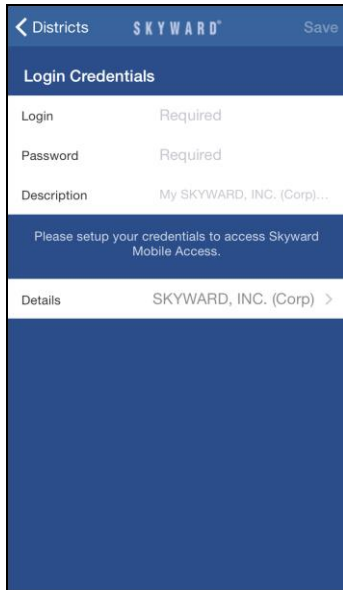 Districts SKYWARD® Save
Login Credentials
Login Required
Password Required
Description My SKYWARD, INC. (Corp)...
Please setup your credentials to access Skyward
Mobile Access.
Details SKYWARD, INC. (Corp)